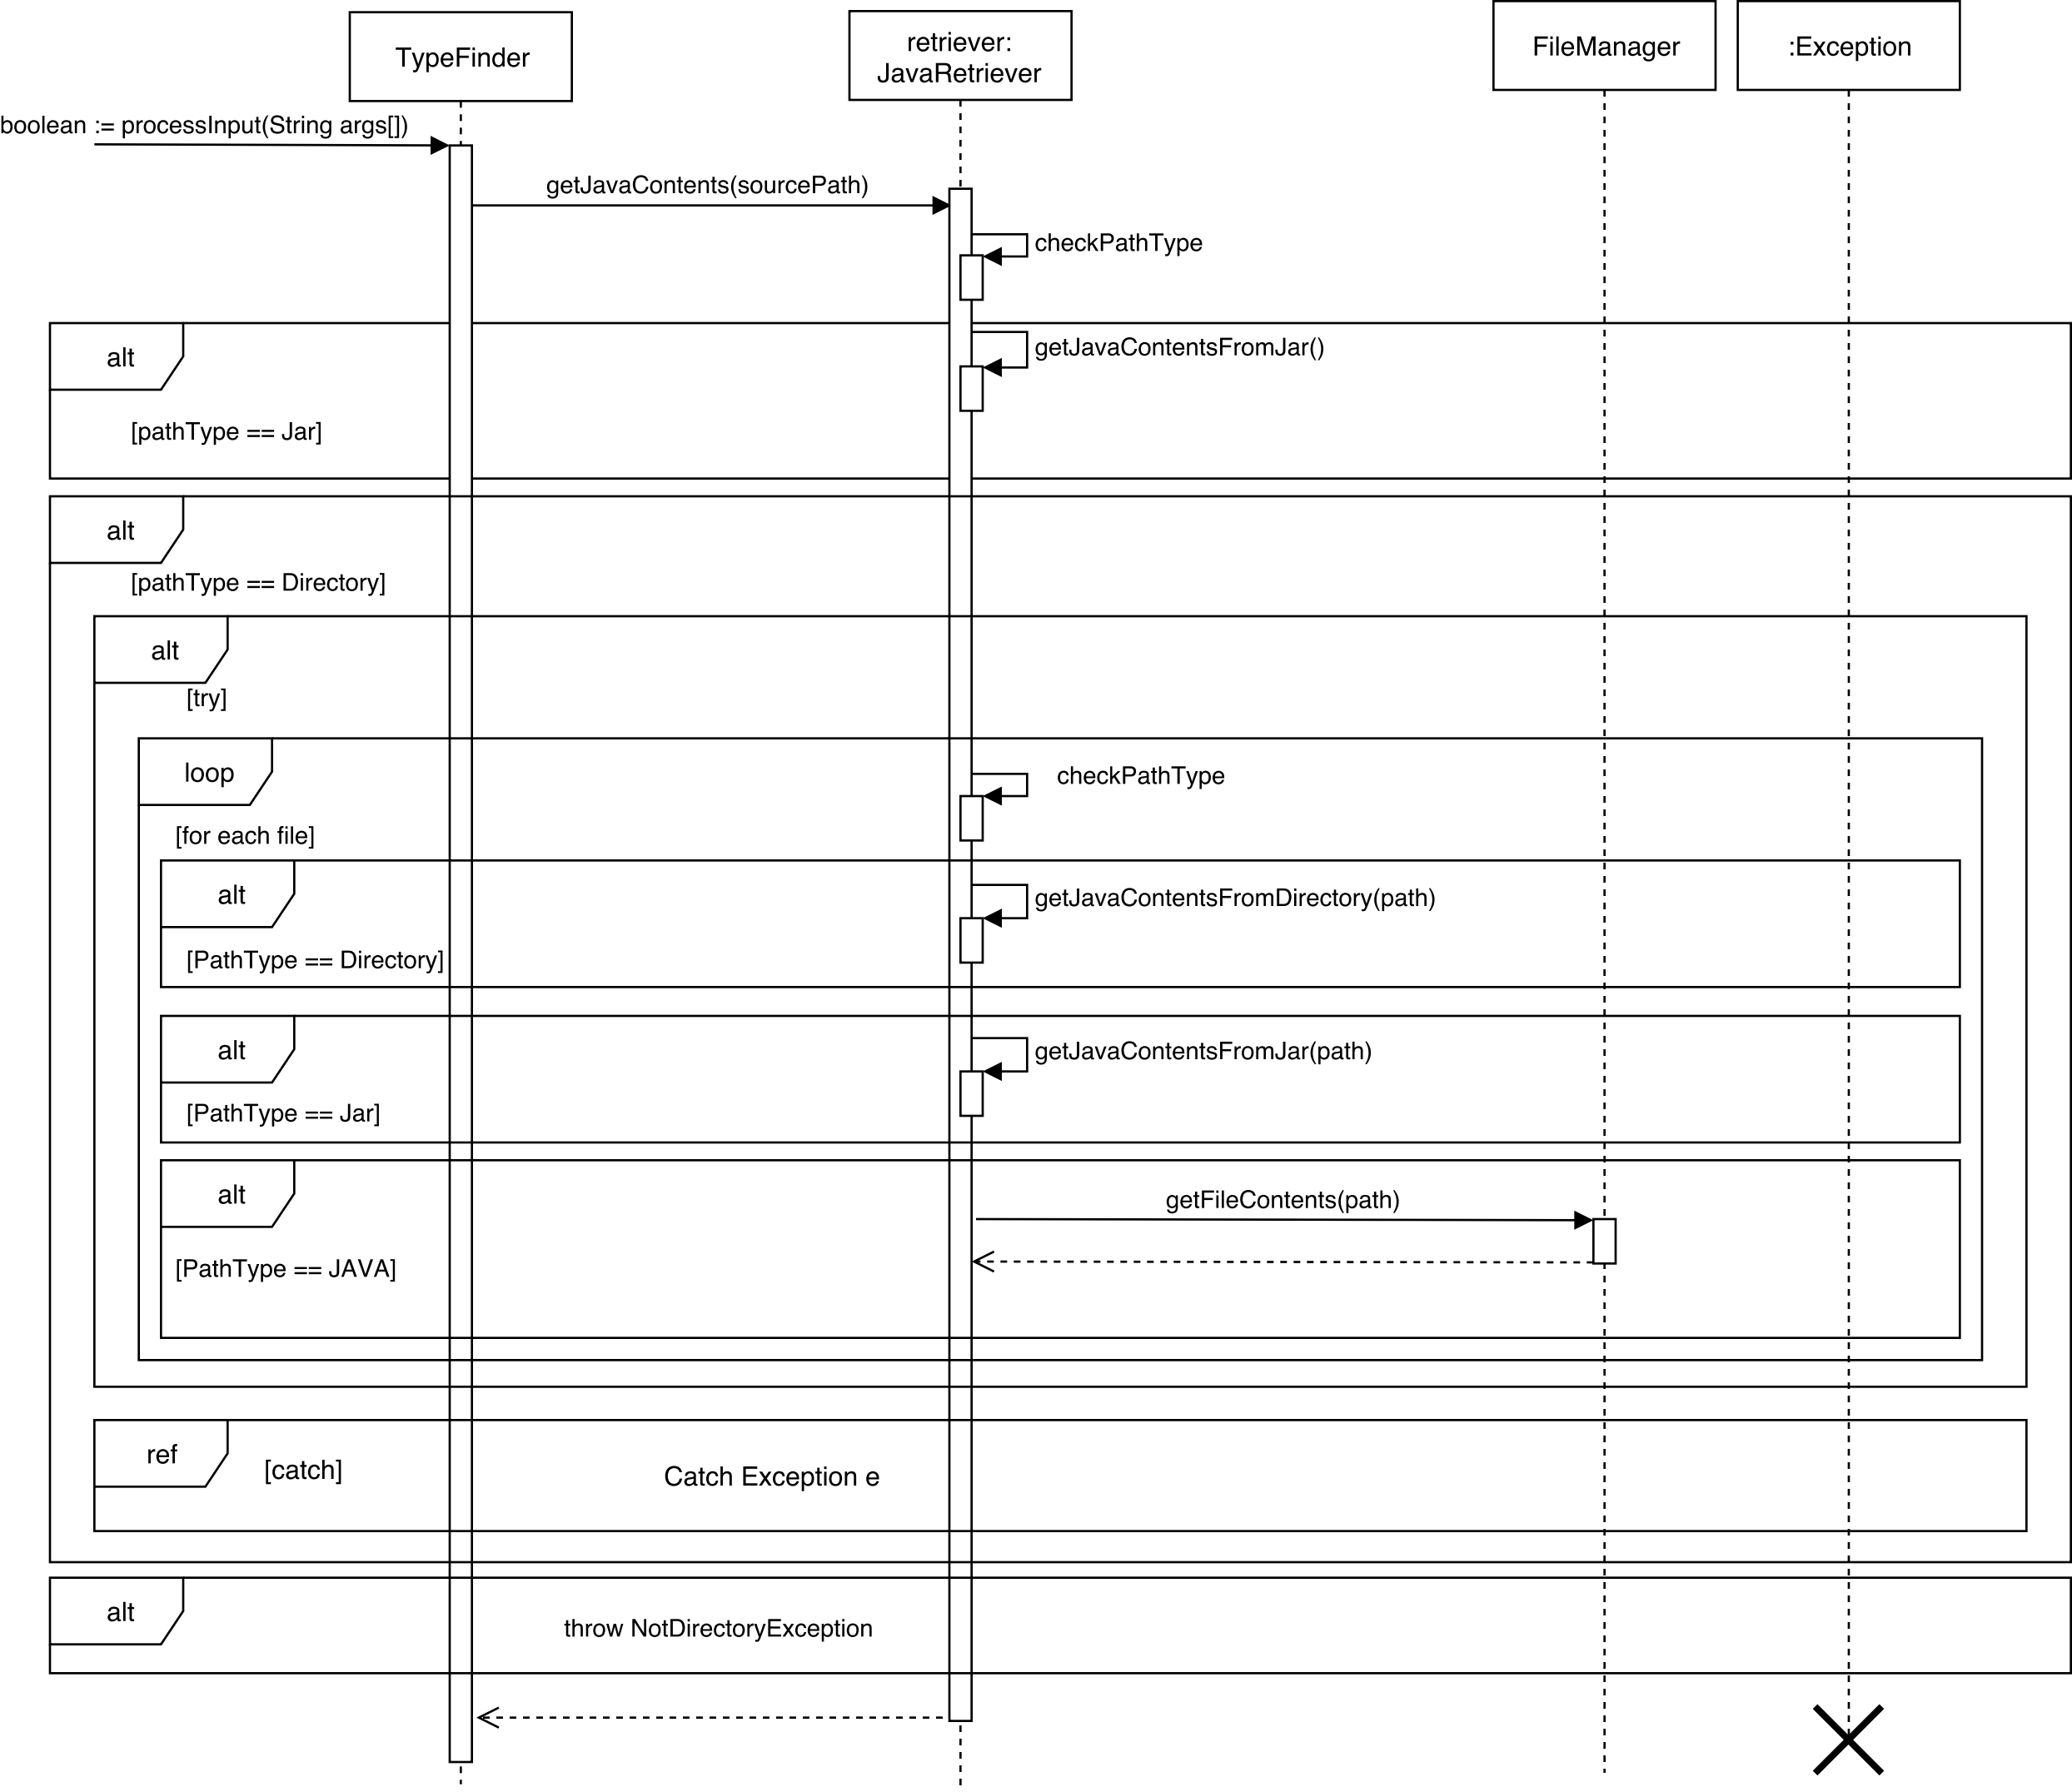 TypeFinder
retriever:
JavaRetriever
FileManager
:Exception
boolean := processInput(String args[])
getJavaContents(sourcePath)
checkPathType
alt
getJavaContentsFromJar()
[pathType == Jar]
alt
[pathType == Directory]
alt
[try]
loop
checkPathType
[for each file]
alt
getJavaContentsFromDirectory(path)
[PathType == Directory]
alt
getJavaContentsFromJar(path)
[PathType == Jar]
alt
getFileContents(path)
[PathType == JAVA]
ref
[catch]
Catch Exception e
alt
throw NotDirectoryException